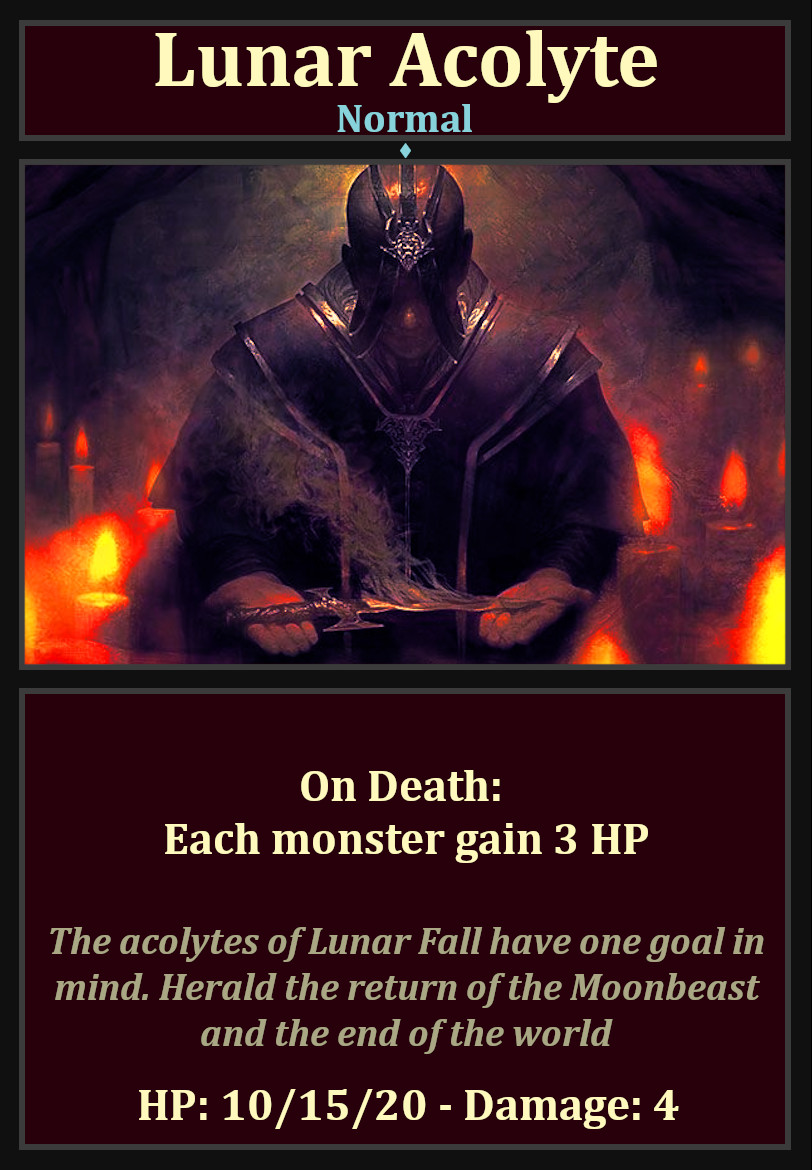 Lunar Acolyte
Normal
On Death:
Each monster gain 3 HP
The acolytes of Lunar Fall have one goal in
mind. Herald the return of the Moonbeast
and the end of the world
HP: 10/15/20 - Damage: 4